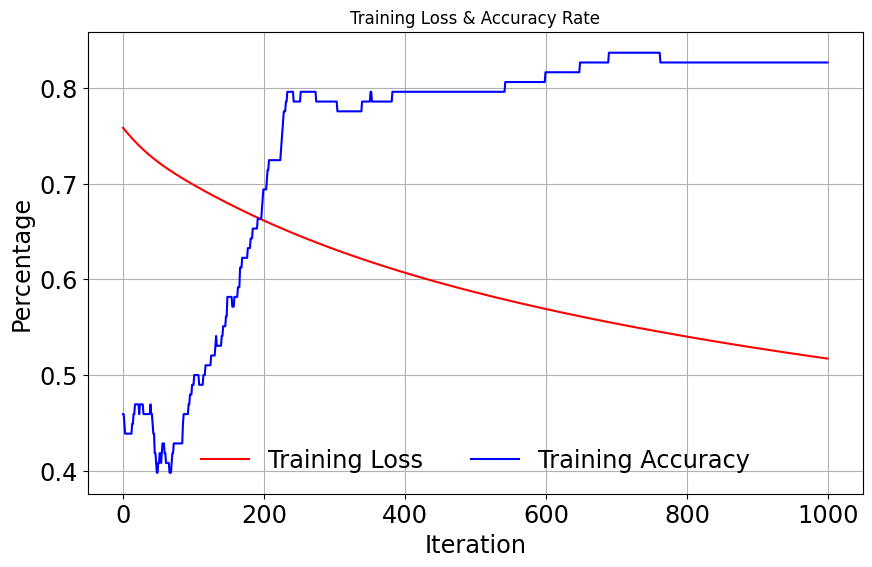 Training Loss & Accuracy Rate
Percentage
0.8
0.7
0.6
0.5
0.4
Training Loss
Training Accuracy
0 200 400 600 800 1000
Iteration